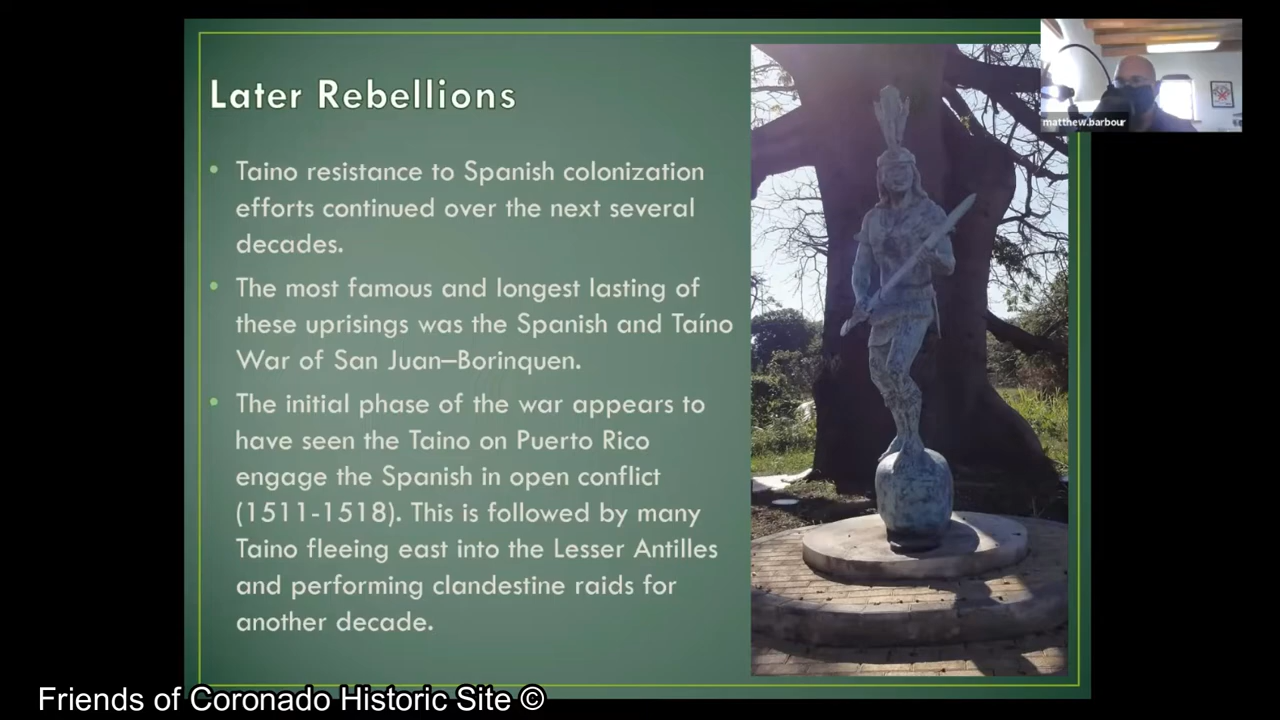 Later Rebellions
matthew.barbour
• Taino resistance to Spanish colonization
efforts continued over the next several
decades.
• The most famous and longest lasting of
these uprisings was the Spanish and Taíno
War of San Juan–Borinquen.
• The initial phase of the war appears to
have seen the Taino on Puerto Rico
engage the Spanish in open conflict
(1511-1518). This is followed by many
Taino fleeing east into the Lesser Antilles
and performing clandestine raids for
another decade.
Friends of Coronado Historic Site ©